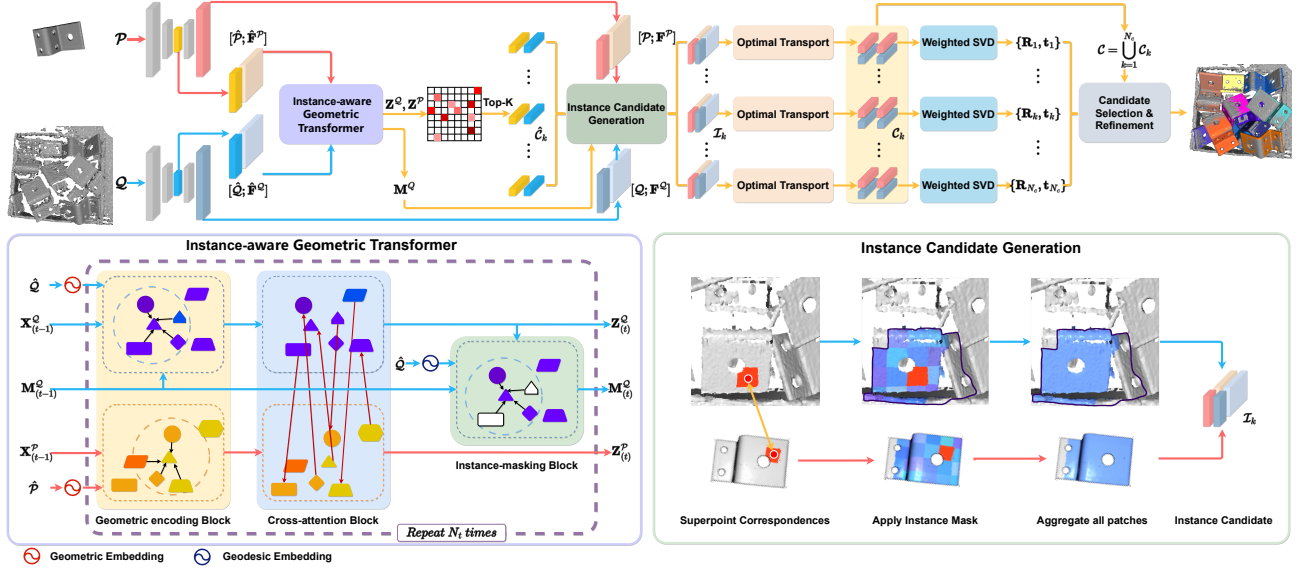 𝒫
[P̂; F̂^𝒫]
Instance-aware
Geometric
Transformer
Z^𝒬, Z^𝒫
Top-K
Ĉ_k
M^𝒬
𝒬
[Q̂; F̂^𝒬]
[𝒫; F^𝒫]
Instance Candidate
Generation
[𝒬; F^𝒬]
I_k
Optimal Transport
Optimal Transport
Optimal Transport
C_k
Weighted SVD
Weighted SVD
Weighted SVD
{R_1, t_1}
{R_k, t_k}
{R_{N_c}, t_{N_c}}
C = ⋃_{k=1}^{N_c} C_k
Candidate
Selection &
Refinement
Instance-aware Geometric Transformer
Q̂
X^𝒬_{(t−1)}
M^𝒬_{(t−1)}
X^𝒫_{(t−1)}
P̂
Q̂
Z^𝒬_{(t)}
M^𝒬_{(t)}
Z^𝒫_{(t)}
Instance-masking Block
Geometric encoding Block
Cross-attention Block
Repeat N_t times
Geometric Embedding
Geodesic Embedding
Instance Candidate Generation
I_k
Superpoint Correspondences
Apply Instance Mask
Aggregate all patches
Instance Candidate